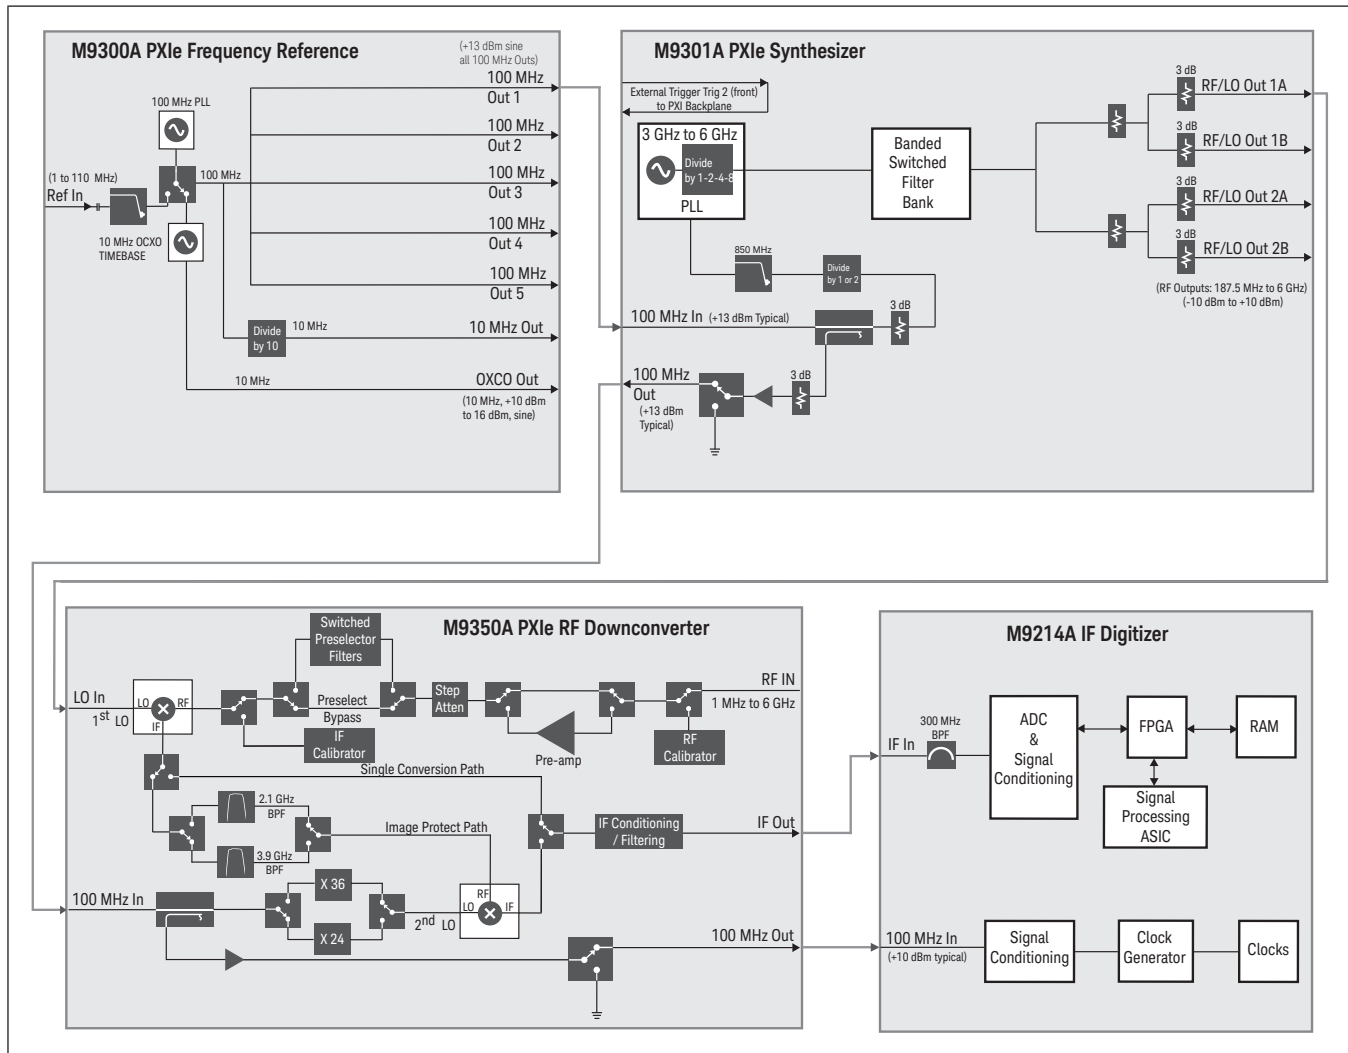 M9300A PXIe Frequency Reference
(+13 dBm sine
all 100 MHz Outs)
100 MHz
Out 1
100 MHz PLL
100 MHz
Out 2
(1 to 110 MHz)
Ref In
100 MHz
100 MHz
Out 3
10 MHz OCXO
TIMEBASE
100 MHz
Out 4
100 MHz
Out 5
Divide
by 10
10 MHz
10 MHz Out
10 MHz
OXCO Out
(10 MHz, +10 dBm
to 16 dBm, sine)
M9301A PXIe Synthesizer
External Trigger Trig 2 (front)
to PXI Backplane
3 GHz to 6 GHz
Divide
by 1-2-4-8
PLL
Banded
Switched
Filter
Bank
3 dB
RF/LO Out 1A
3 dB
RF/LO Out 1B
3 dB
RF/LO Out 2A
3 dB
RF/LO Out 2B
(RF Outputs: 187.5 MHz to 6 GHz)
(-10 dBm to +10 dBm)
850 MHz
Divide
by 1 or 2
3 dB
100 MHz In (+13 dBm Typical)
100 MHz
Out
(+13 dBm
Typical)
3 dB
M9350A PXIe RF Downconverter
Switched
Preselector
Filters
LO In
1st LO
LO
RF
IF
Preselect
Bypass
IF
Calibrator
Step
Atten
Pre-amp
RF IN
1 MHz to 6 GHz
RF
Calibrator
Single Conversion Path
2.1 GHz
BPF
3.9 GHz
BPF
Image Protect Path
IF Conditioning
/ Filtering
IF Out
100 MHz In
X 36
X 24
2nd LO
RF
LO
IF
100 MHz Out
M9214A IF Digitizer
IF In
300 MHz
BPF
ADC
&
Signal
Conditioning
FPGA
RAM
Signal
Processing
ASIC
100 MHz In
(+10 dBm typical)
Signal
Conditioning
Clock
Generator
Clocks